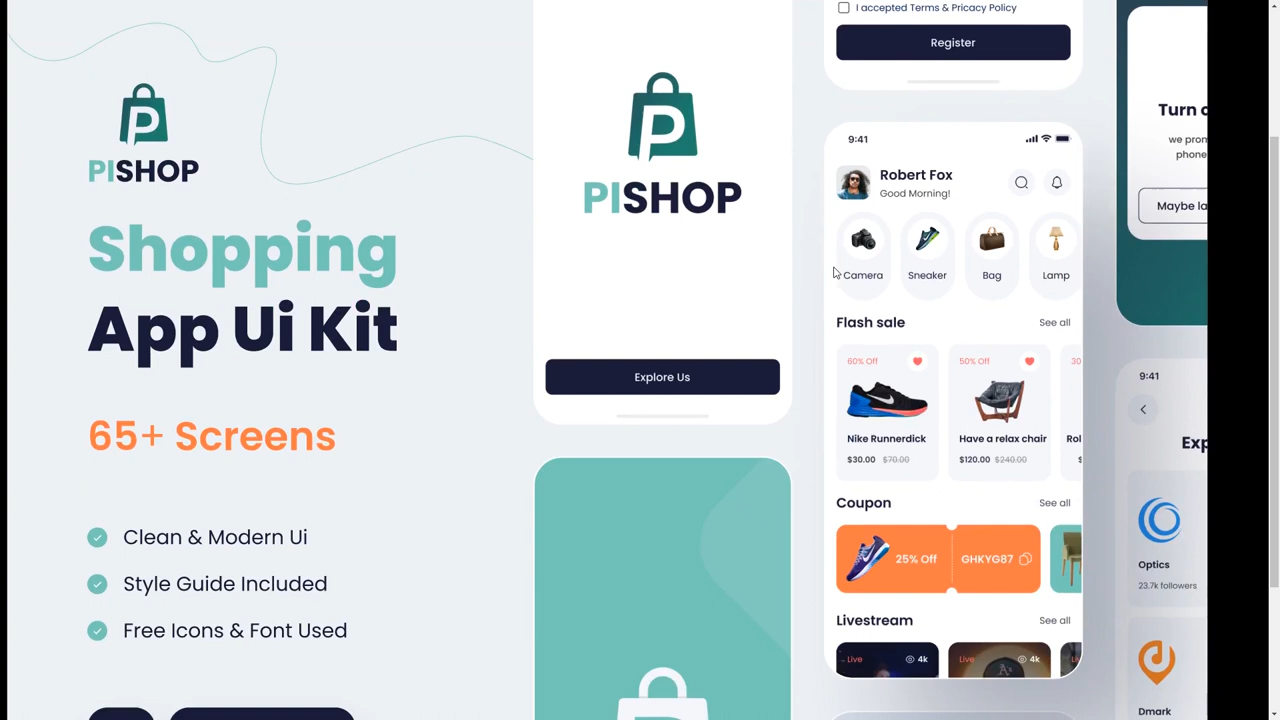 PISHOP
Shopping
App Ui Kit
65+ Screens
Clean & Modern Ui
Style Guide Included
Free Icons & Font Used
PISHOP
Explore Us
I accepted Terms & Privacy Policy
Register
9:41
Robert Fox
Good Morning!
Camera Sneaker Bag Lamp
Flash sale See all
60% Off 50% Off 30
Nike Runnerdick Have a relax chair Rol
$30.00 $70.00 $120.00 $240.00 $
Coupon See all
25% Off GHKYG87
Livestream See all
Live 4k Live 4k Li
Turn o
we prom
phone
Maybe la
9:41
Exp
Optics
23.7k followers
Dmark